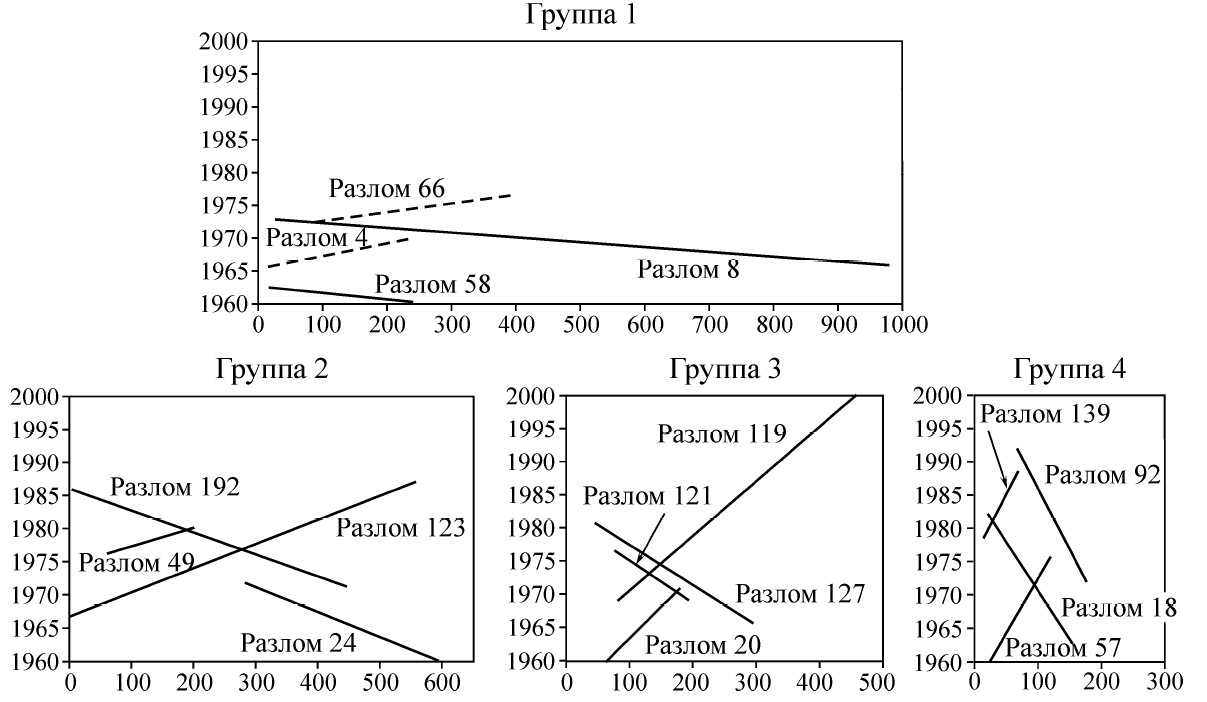 Группа 1
2000
1995
1990
1985
1980
1975
1970
1965
1960
Разлом 66
Разлом 4
Разлом 8
Разлом 58
0 100 200 300 400 500 600 700 800 900 1000
Группа 2
2000
1995
1990
1985
1980
1975
1970
1965
1960
Разлом 192
Разлом 123
Разлом 49
Разлом 24
0 100 200 300 400 500 600
Группа 3
2000
1995
1990
1985
1980
1975
1970
1965
1960
Разлом 119
Разлом 121
Разлом 127
Разлом 20
0 100 200 300 400 500
Группа 4
2000
1995
1990
1985
1980
1975
1970
1965
1960
Разлом 139
Разлом 92
Разлом 18
Разлом 57
0 100 200 300